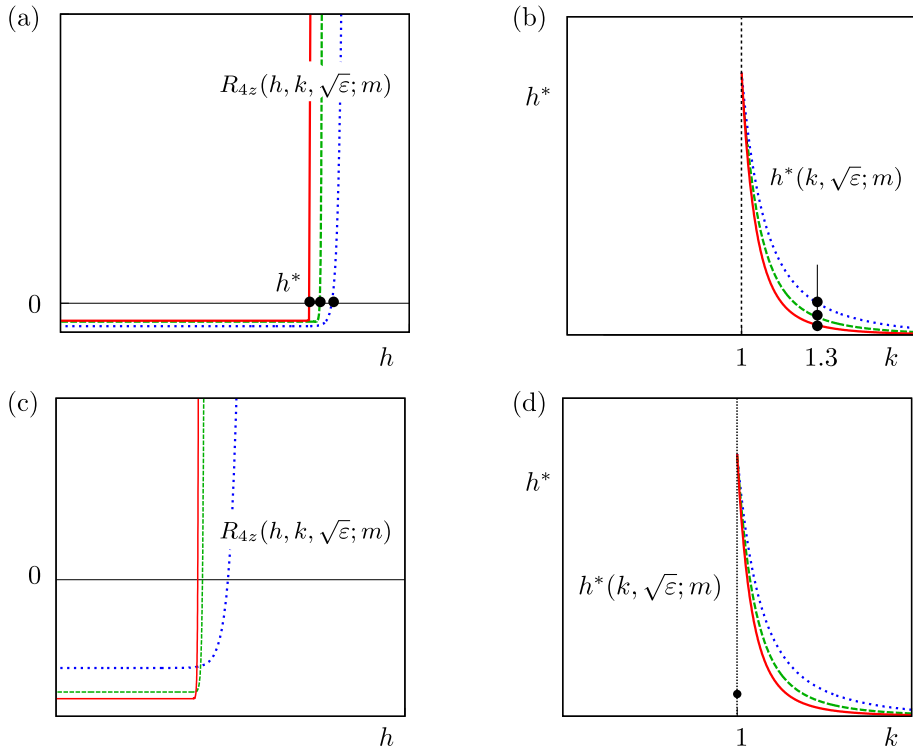 (a)
R_{4z}(h, k, √ε; m)
h*
0
h
(b)
h*
h*(k, √ε; m)
1
1.3
k
(c)
R_{4z}(h, k, √ε; m)
0
h
(d)
h*
h*(k, √ε; m)
1
k